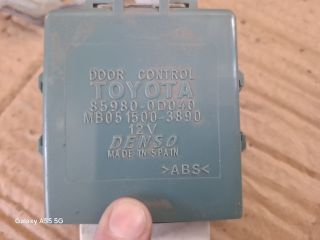 DOOR CONTROL
TOYOTA
85980-0D040
MB051500-3890
12V
DENSO
MADE IN SPAIN
>ABS<
Galaxy A55 5G